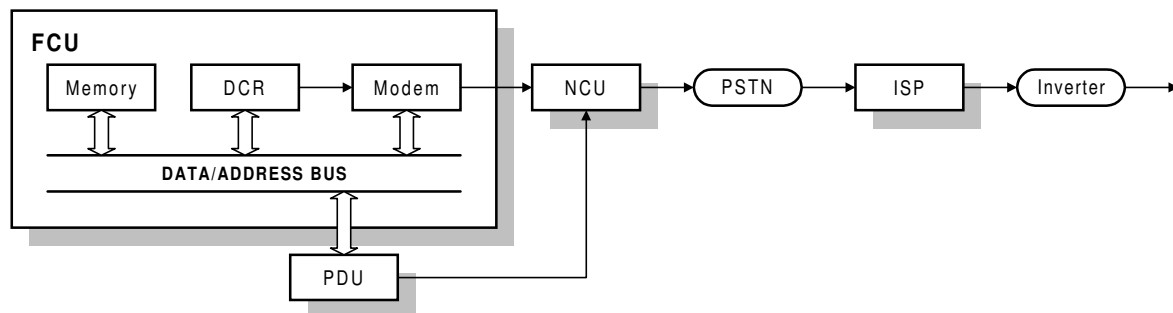 FCU
Memory
DCR
Modem
NCU
PSTN
ISP
Inverter
DATA/ADDRESS BUS
PDU